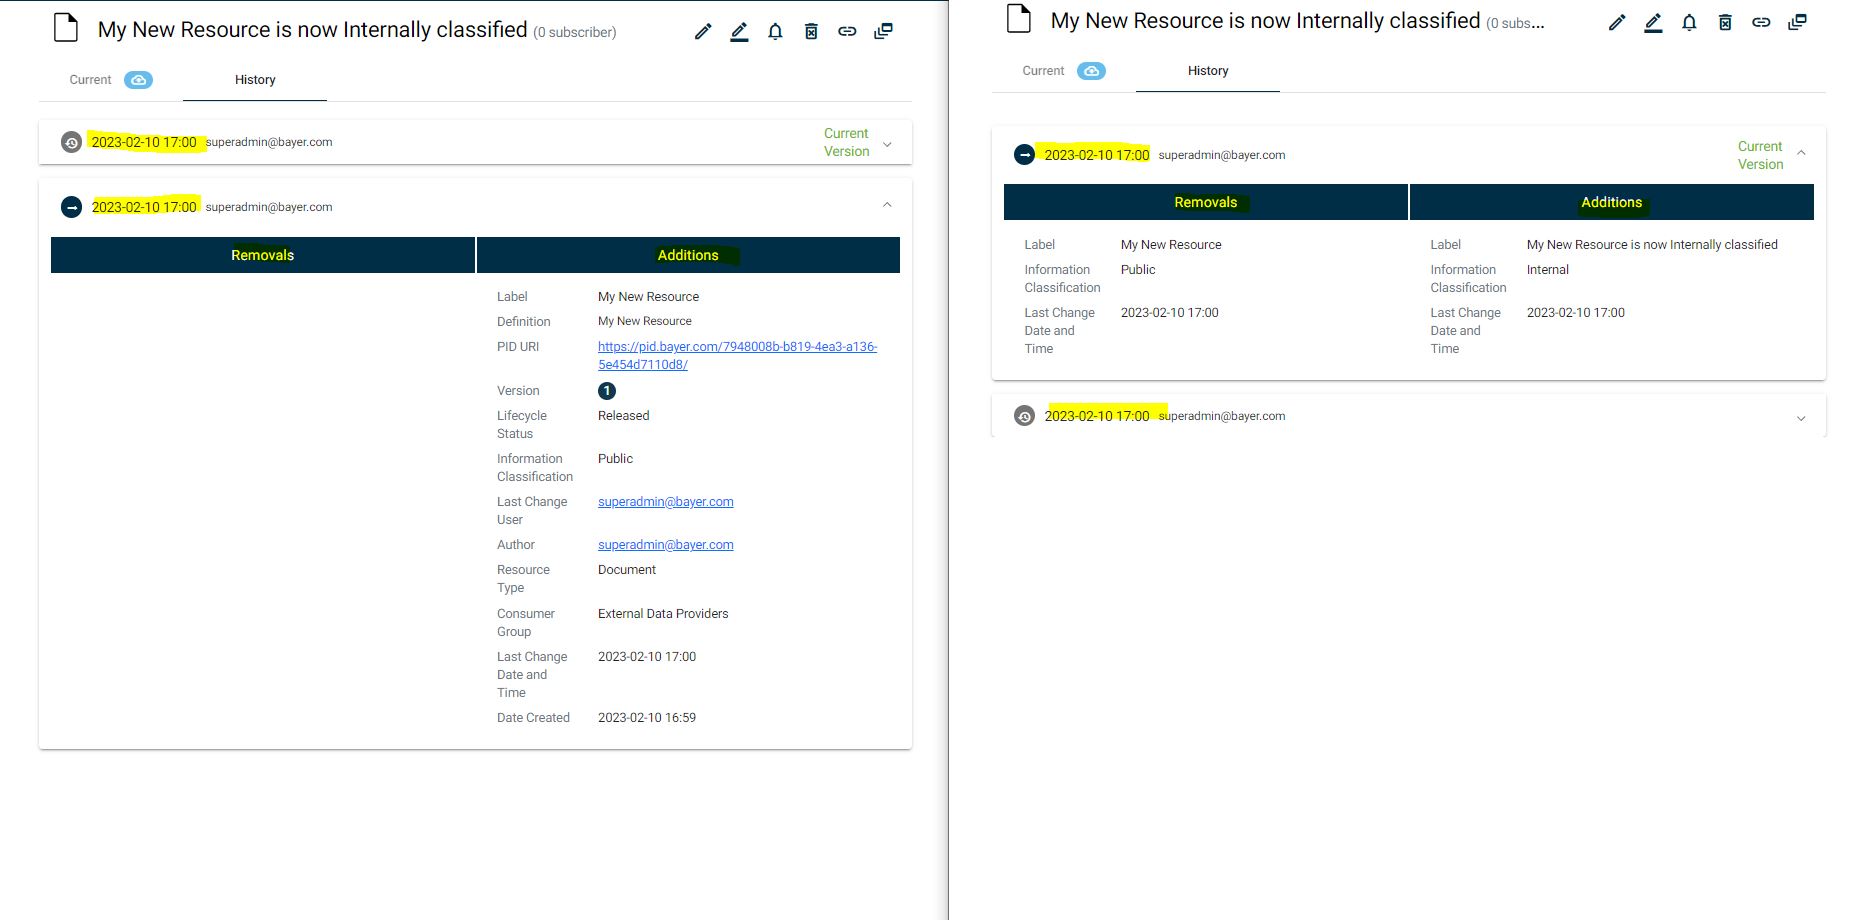 My New Resource is now Internally classified (0 subscriber)
Current
History
2023-02-10 17:00 superadmin@bayer.com
Current
Version
2023-02-10 17:00 superadmin@bayer.com
Removals
Additions
Label My New Resource
Definition My New Resource
PID URI https://pid.bayer.com/7948008b-b819-4ea3-a136-
5e454d7110d8/
Version 1
Lifecycle Released
Status
Information Public
Classification
Last Change superadmin@bayer.com
User
Author superadmin@bayer.com
Resource Document
Type
Consumer External Data Providers
Group
Last Change 2023-02-10 17:00
Date and
Time
Date Created 2023-02-10 16:59
My New Resource is now Internally classified (0 subs...
Current
History
2023-02-10 17:00 superadmin@bayer.com
Current
Version
Removals
Additions
Label My New Resource
Information Public
Classification
Last Change 2023-02-10 17:00
Date and
Time
Label My New Resource is now Internally classified
Information Internal
Classification
Last Change 2023-02-10 17:00
Date and
Time
2023-02-10 17:00 superadmin@bayer.com